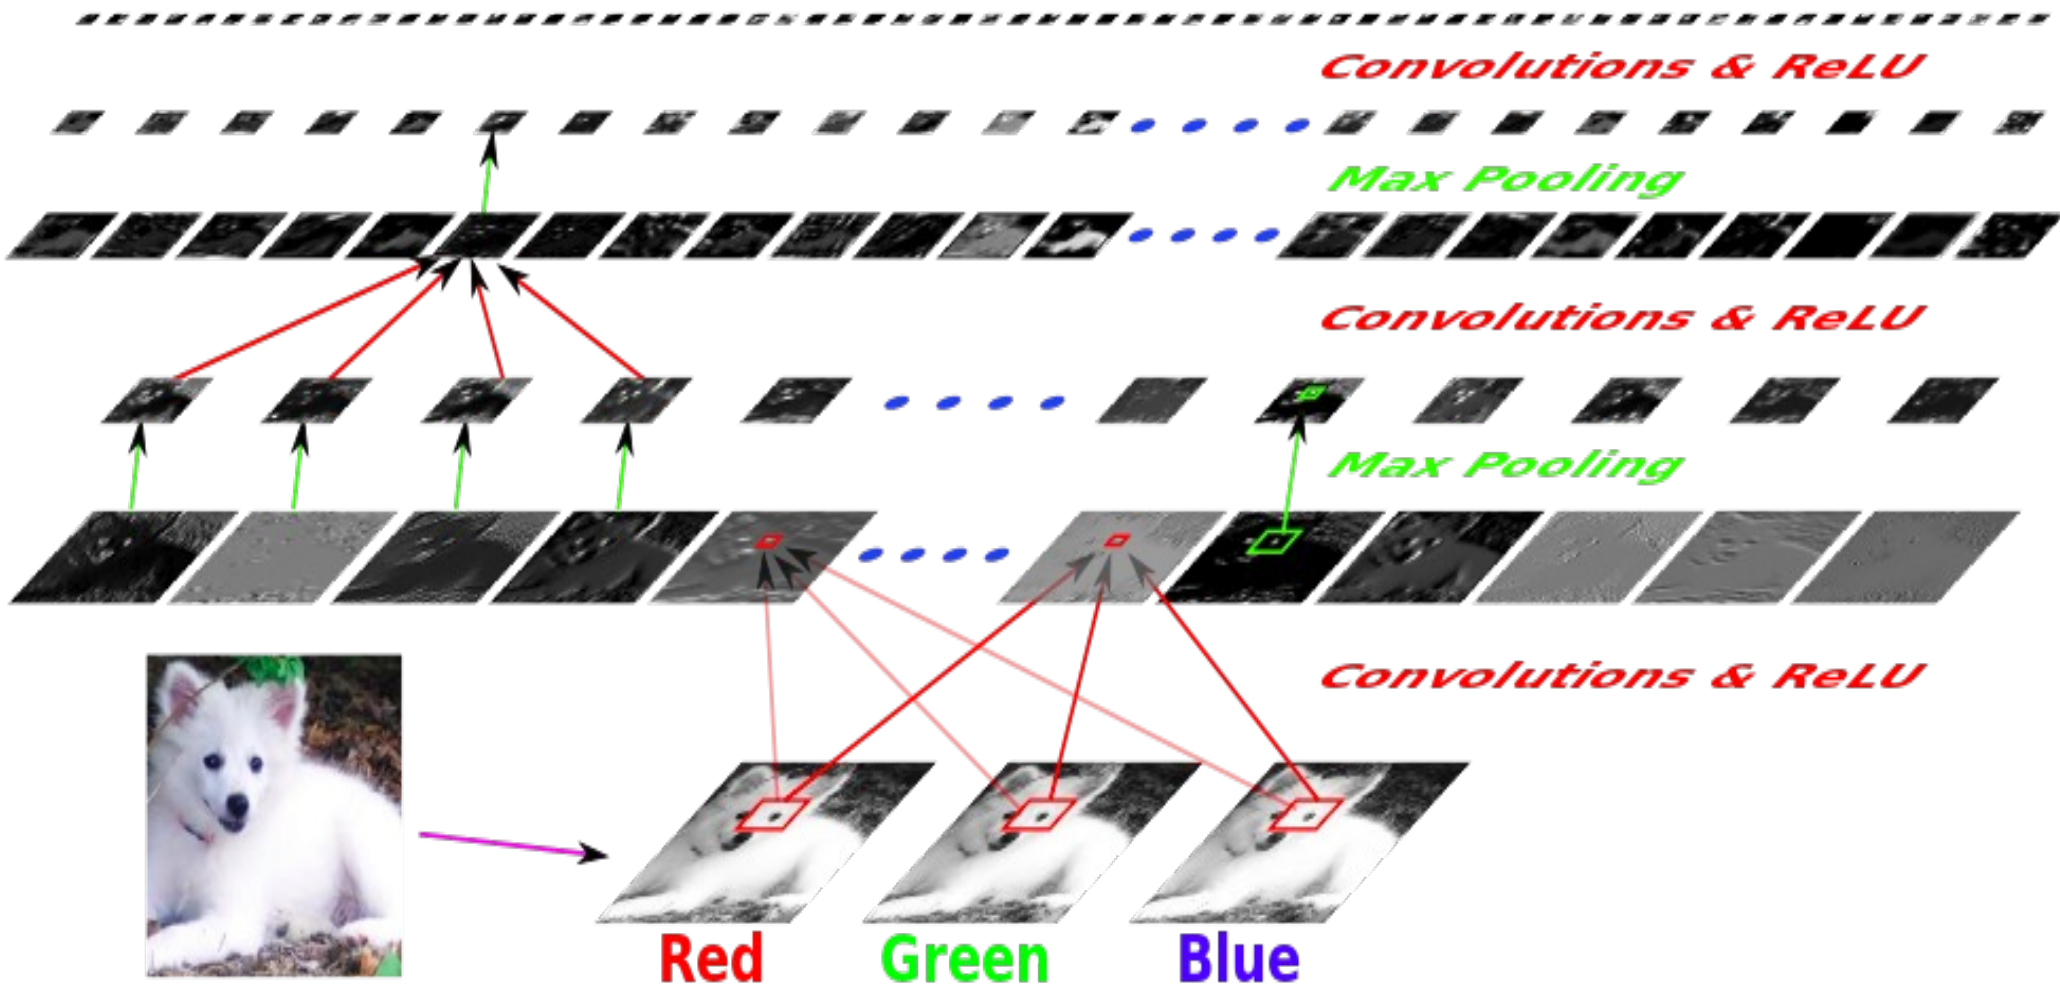 Convolutions & ReLU
Max Pooling
Convolutions & ReLU
Max Pooling
Convolutions & ReLU
Red Green Blue